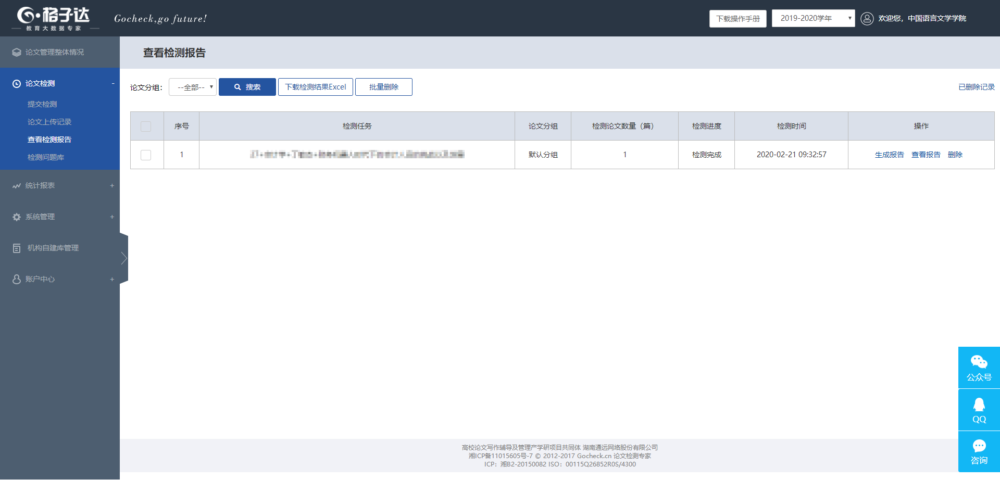 格子达
教育大数据专家
Gocheck,go future!
下载操作手册
2019-2020学年
欢迎您，中国语言文学学院
论文管理整体情况
论文检测 -
提交检测
论文上传记录
查看检测报告
检测问题库
统计报表 +
系统管理 +
机构自建库管理
账户中心 +
查看检测报告
论文分组： --全部-- 搜索 下载检测结果Excel 批量删除 已删除记录
序号 检测任务 论文分组 检测论文数量（篇） 检测进度 检测时间 操作
1 默认分组 1 检测完成 2020-02-21 09:32:57 生成报告 查看报告 删除
公众号
QQ
咨询
高校论文写作辅导及管理产学研项目共同体 湖南通远网络股份有限公司
湘ICP备11015605号-7 © 2012-2017 Gocheck.cn 论文检测专家
ICP：湘B2-20150082 ISO：00115Q26852R0S/4300